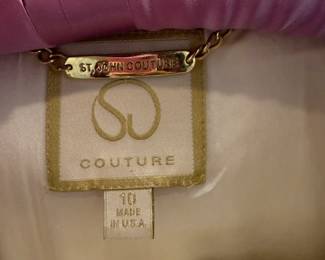 ST. JOHN COUTURE
SJ
COUTURE
10
MADE
IN U.S.A.